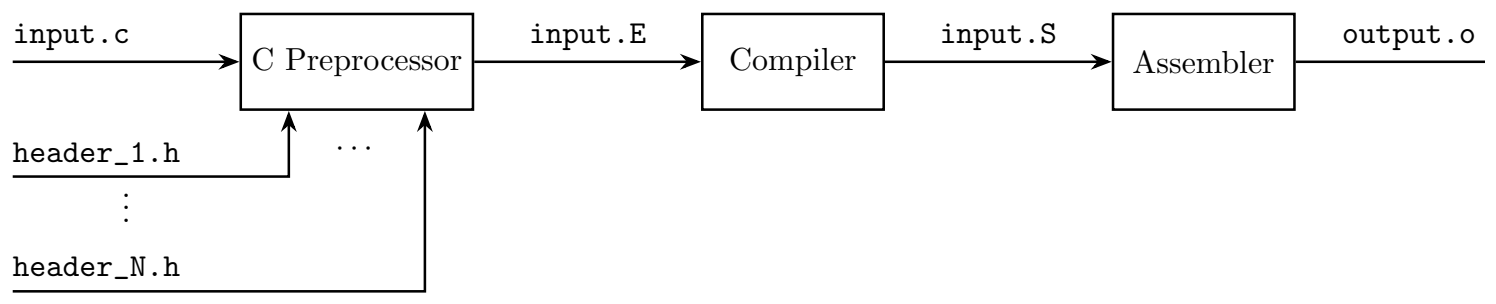 input.c
C Preprocessor
input.E
Compiler
input.S
Assembler
output.o
header_1.h
...
⋮
header_N.h